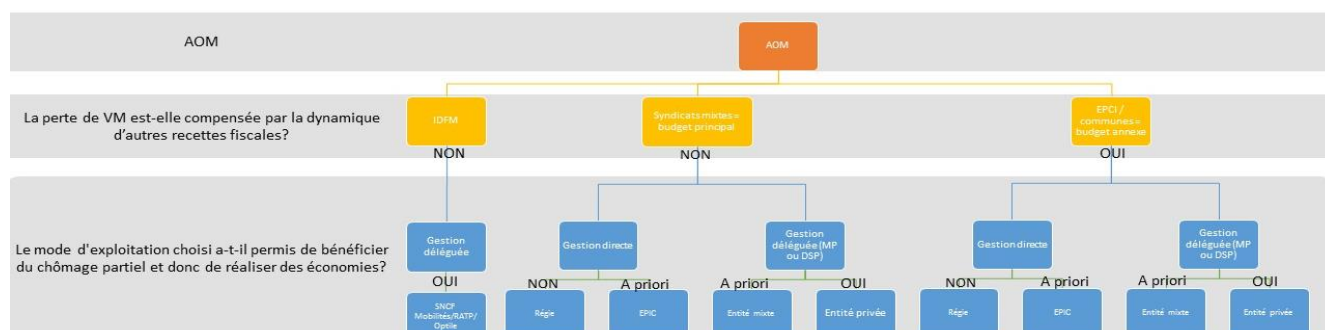 AOM
AOM
La perte de VM est-elle compensée par la dynamique
d'autres recettes fiscales?
IDFM
Syndicats mixtes =
budget principal
EPCI /
communes =
budget annexe
NON
NON
OUI
Le mode d'exploitation choisi a-t-il permis de bénéficier
du chômage partiel et donc de réaliser des économies?
Gestion
déléguée
Gestion directe
Gestion
déléguée (MP
ou DSP)
Gestion directe
Gestion
déléguée (MP
ou DSP)
OUI
NON
A priori
A priori
OUI
NON
A priori
A priori
OUI
SNCF
Mobilités/RATP/
Optile
Régie
EPIC
Entité mixte
Entité privée
Régie
EPIC
Entité mixte
Entité privée